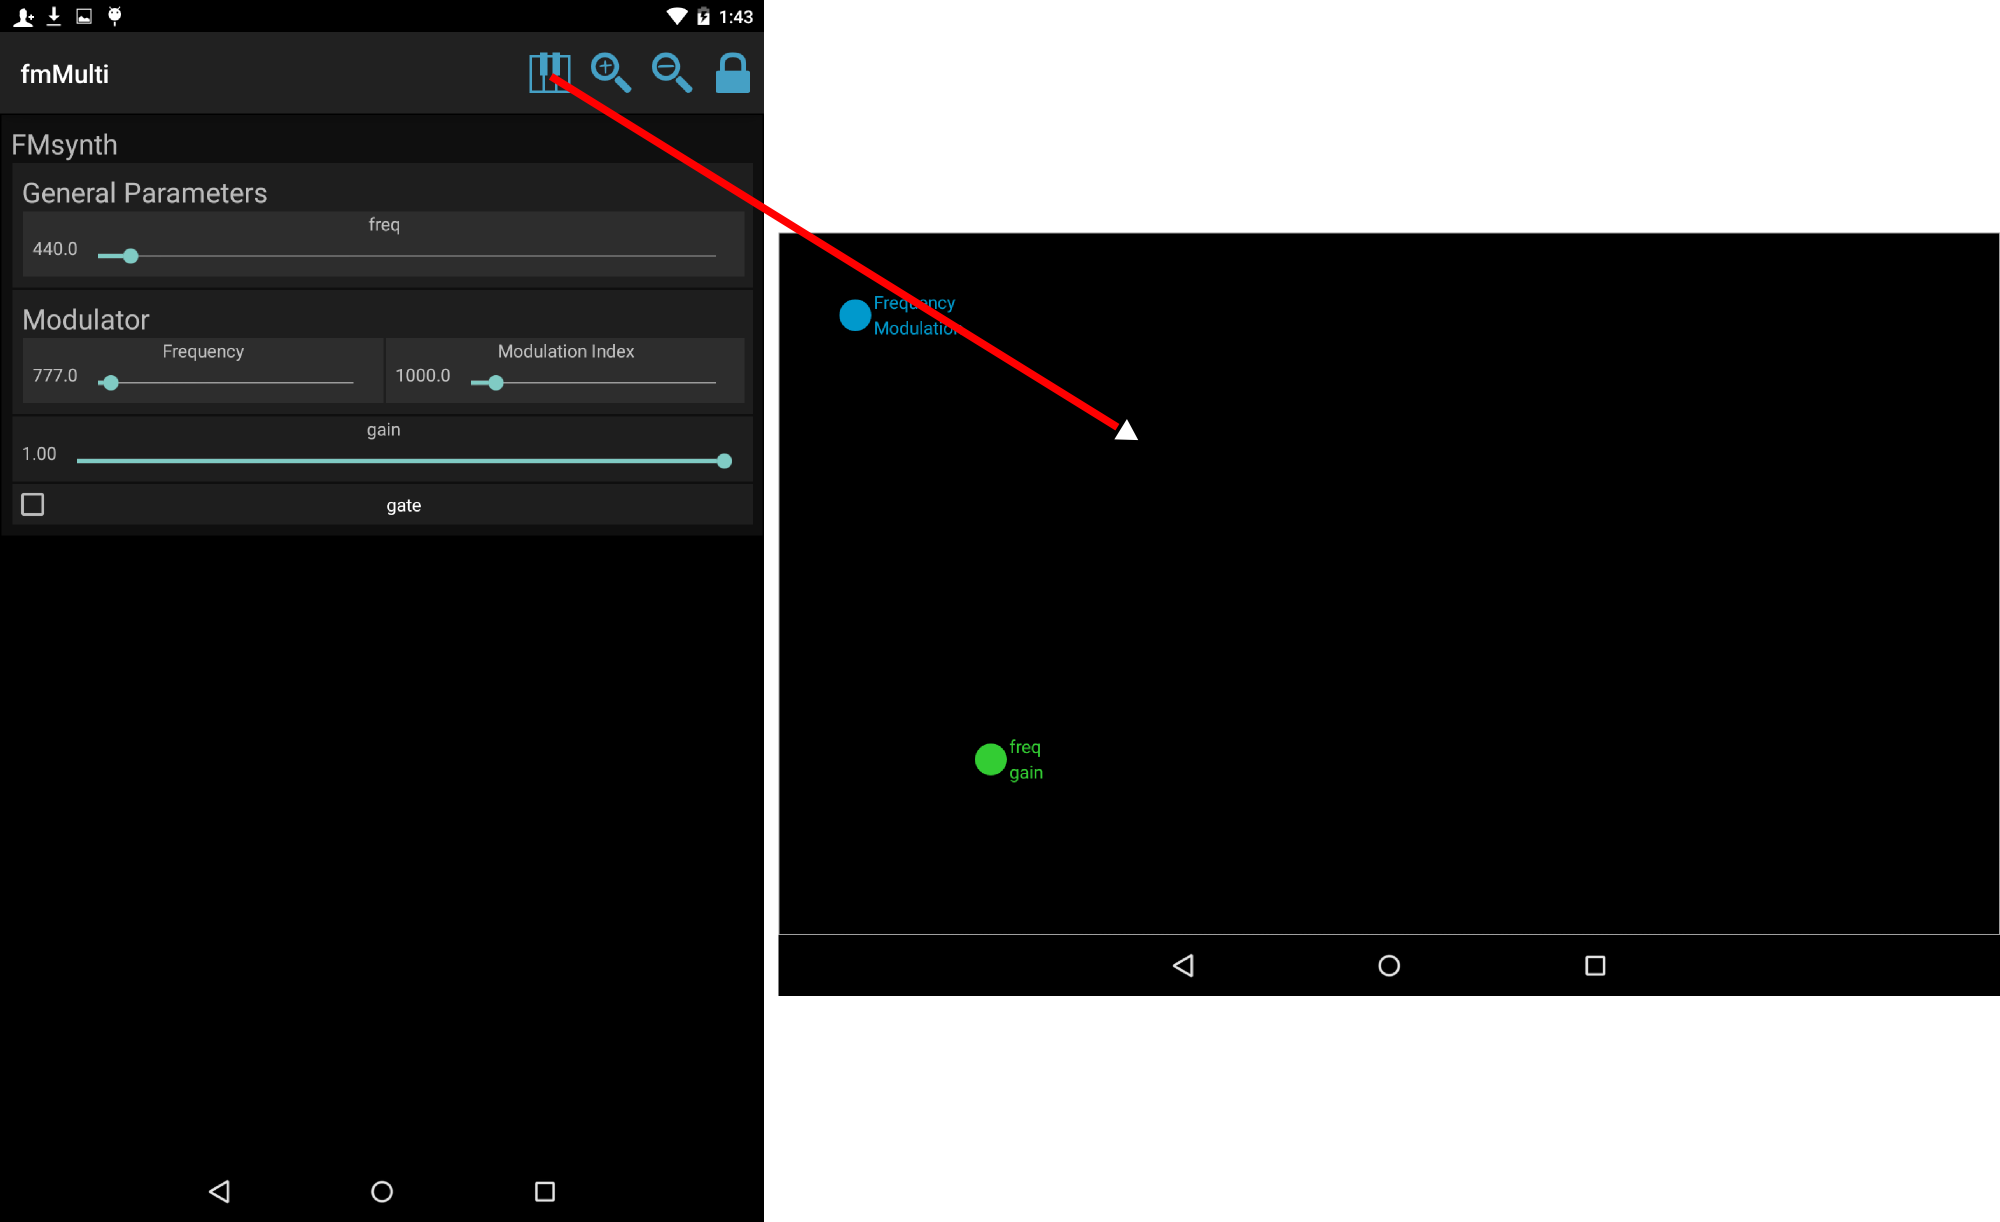 1:43
fmMulti
FMsynth
General Parameters
freq
440.0
Modulator
Frequency
777.0
Modulation Index
1000.0
gain
1.00
gate
Frequency
Modulation
freq
gain